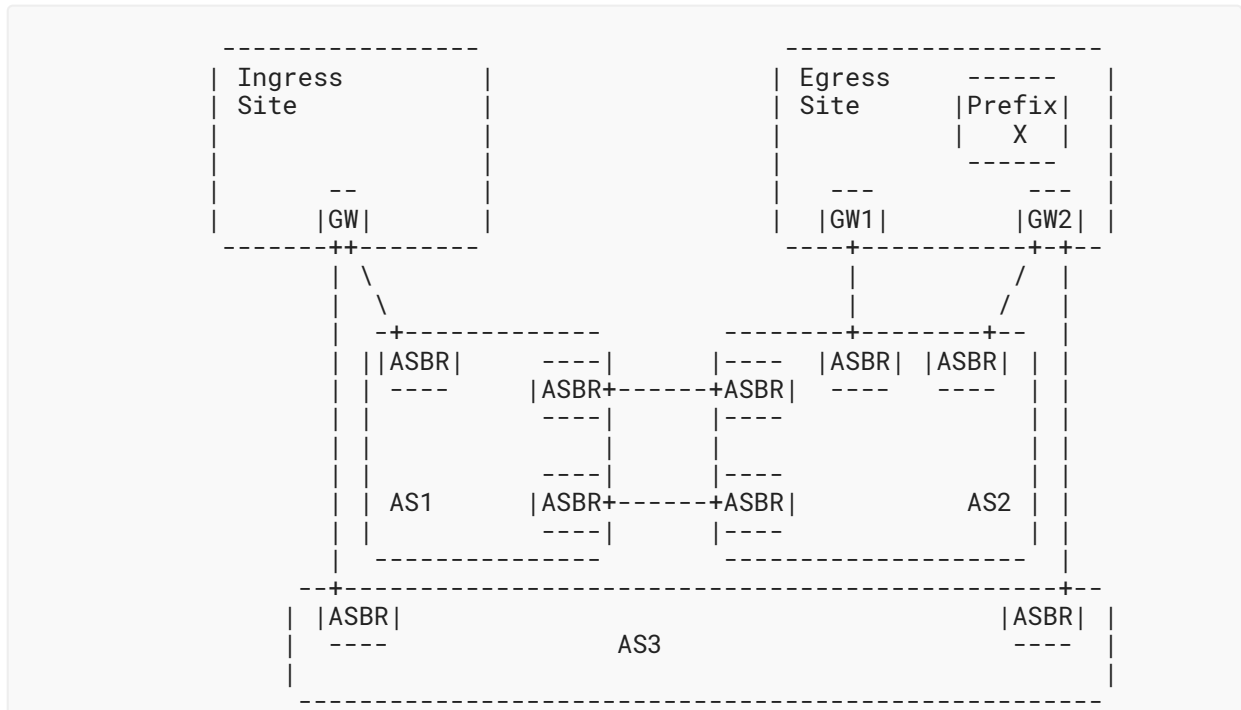 Ingress Egress
Site Site Prefix
X
GW GW1 GW2
ASBR ASBR ASBR
ASBR ASBR
AS1 ASBR ASBR AS2
ASBR ASBR
AS3